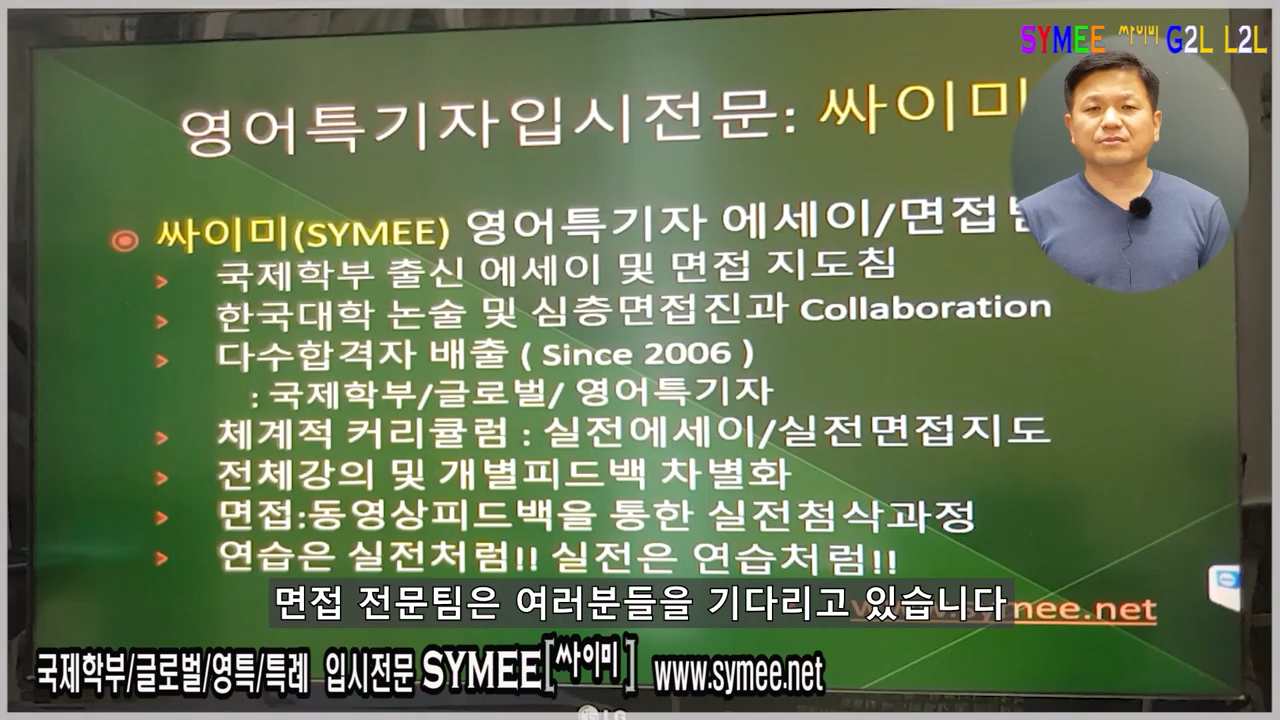 SYMEE 싸이미 G2L L2L
영어특기자입시전문: 싸이미
싸이미(SYMEE) 영어특기자 에세이/면접
국제학부 출신 에세이 및 면접 지도침
한국대학 논술 및 심층면접진과 Collaboration
다수합격자 배출 ( Since 2006 )
: 국제학부/글로벌/ 영어특기자
체계적 커리큘럼 : 실전에세이/실전면접지도
전체강의 및 개별피드백 차별화
면접:동영상피드백을 통한 실전첨삭과정
연습은 실전처럼!! 실전은 연습처럼!!
면접 전문팀은 여러분들을 기다리고 있습니다
www.symee.net
국제학부/글로벌/영특/특례 입시전문 SYMEE[싸이미] www.symee.net
LG